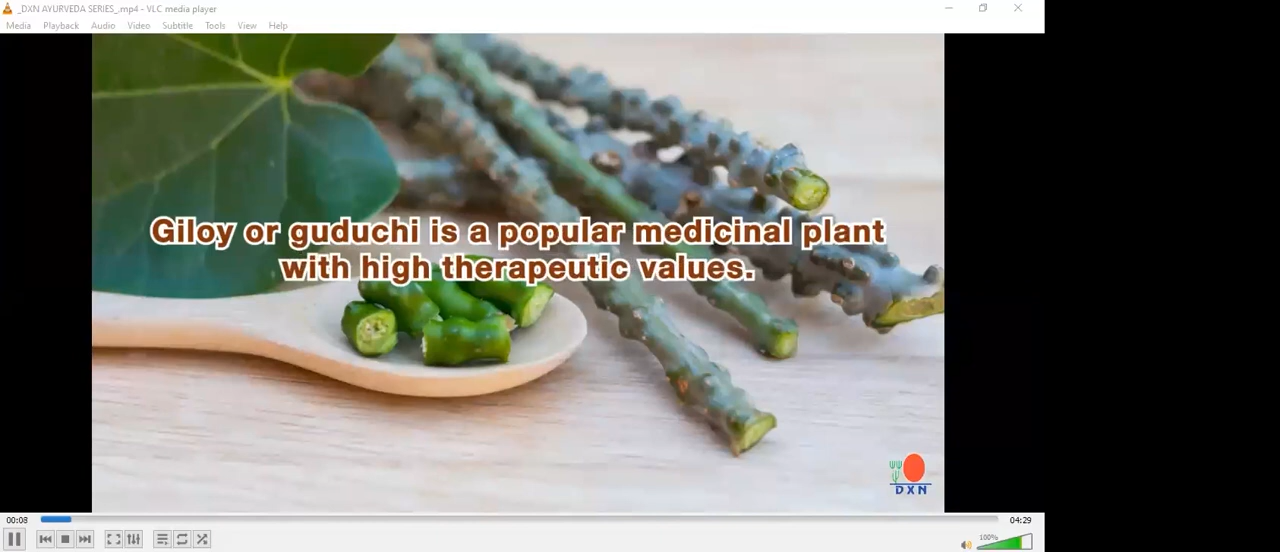 _DXN AYURVEDA SERIES_.mp4 - VLC media player
Media Playback Audio Video Subtitle Tools View Help
Giloy or guduchi is a popular medicinal plant
with high therapeutic values.
DXN
00:08
04:29
100%